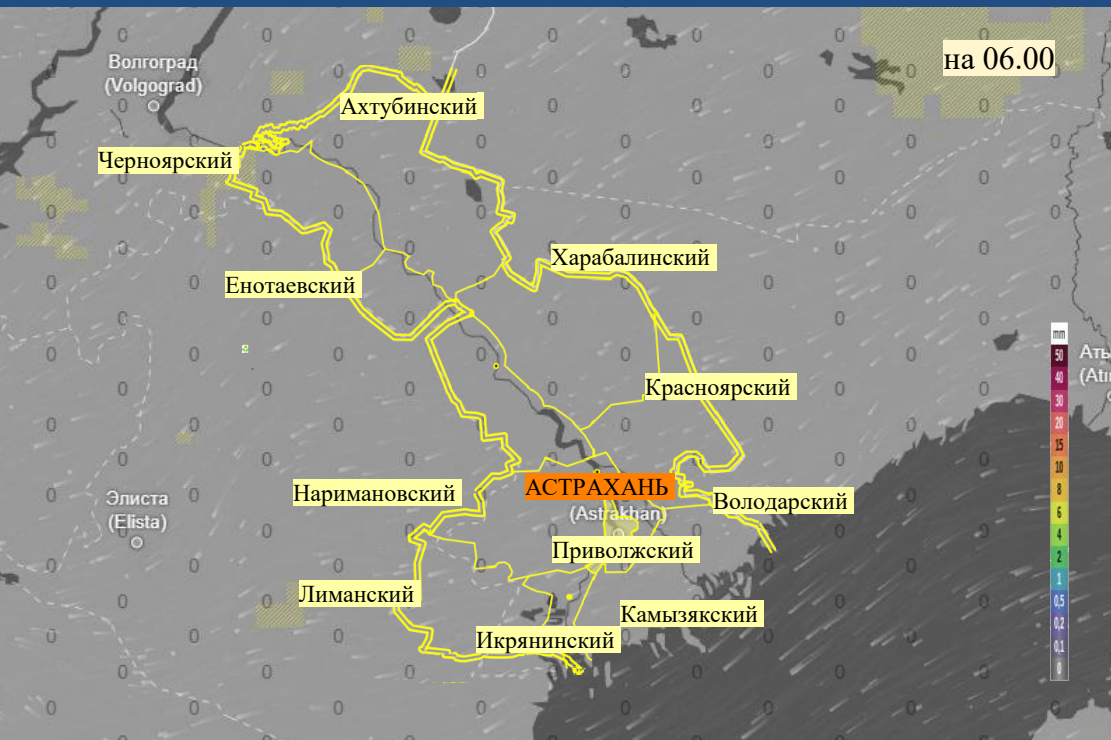 на 06.00
Волгоград
(Volgograd)
Ахтубинский
Черноярский
Харабалинский
Енотаевский
mm
50
40
30
20
15
10
8
6
4
2
1
0,5
0,2
0,1
0
Красноярский
Наримановский
АСТРАХАНЬ
(Astrakhan)
Володарский
Элиста
(Elista)
Приволжский
Лиманский
Камызякский
Икрянинский